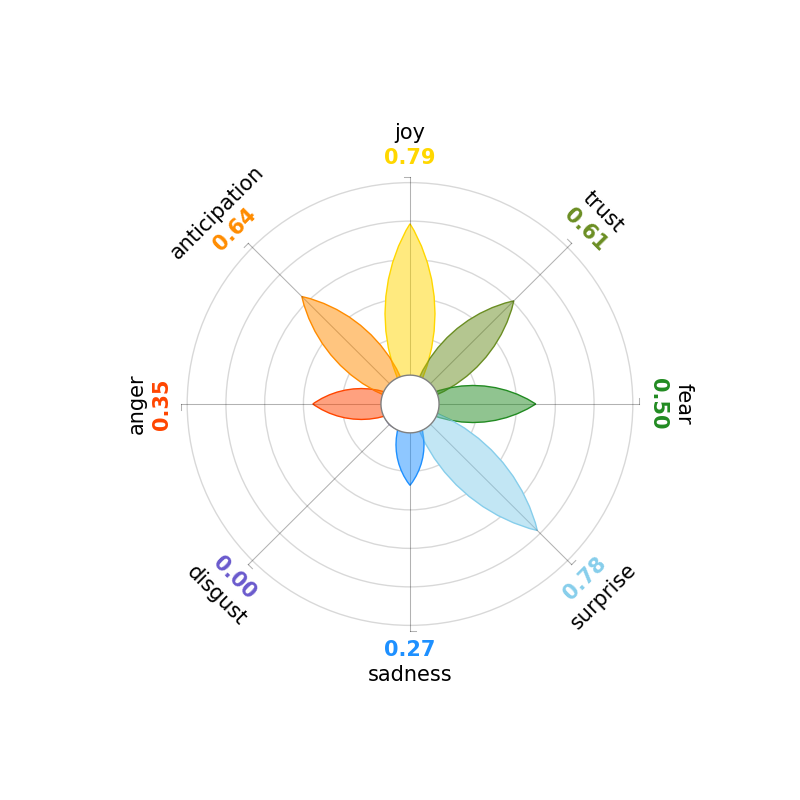 joy
0.79
trust
0.61
fear
0.50
surprise
0.78
0.27
sadness
0.00
disgust
anger
0.35
anticipation
0.64